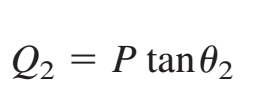 Q₂ = P tanθ₂